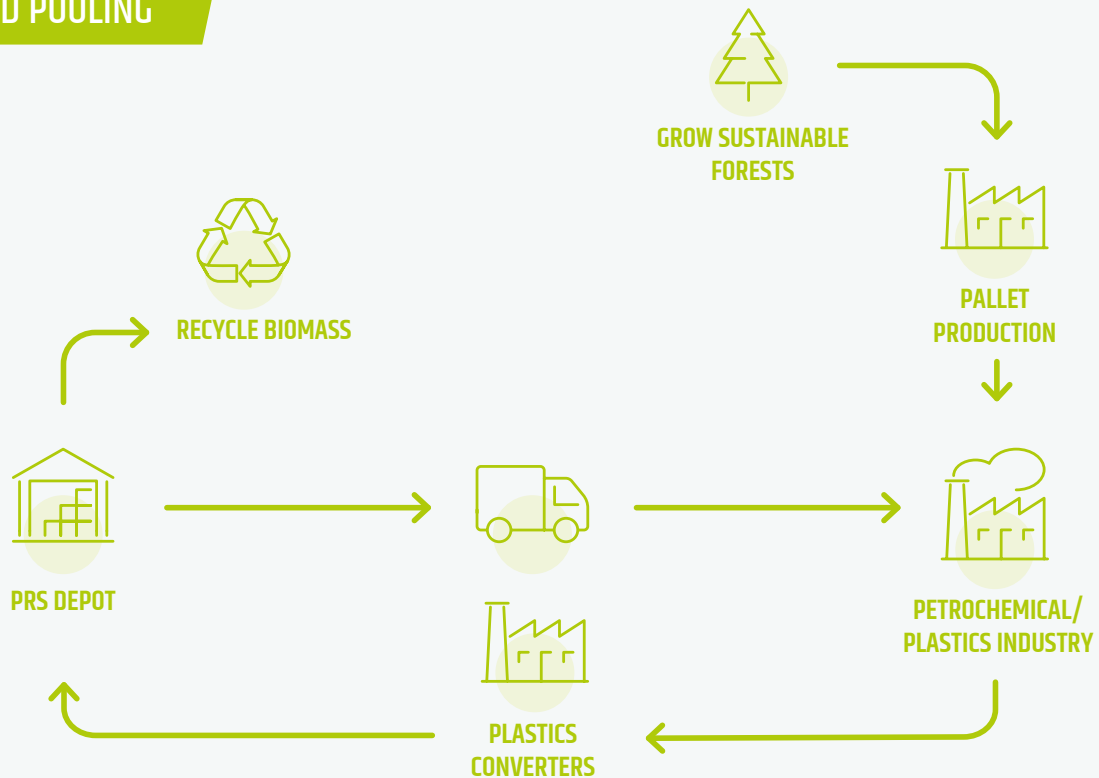 D POOLING
GROW SUSTAINABLE
FORESTS
PALLET
PRODUCTION
RECYCLE BIOMASS
PRS DEPOT
PETROCHEMICAL/
PLASTICS INDUSTRY
PLASTICS
CONVERTERS